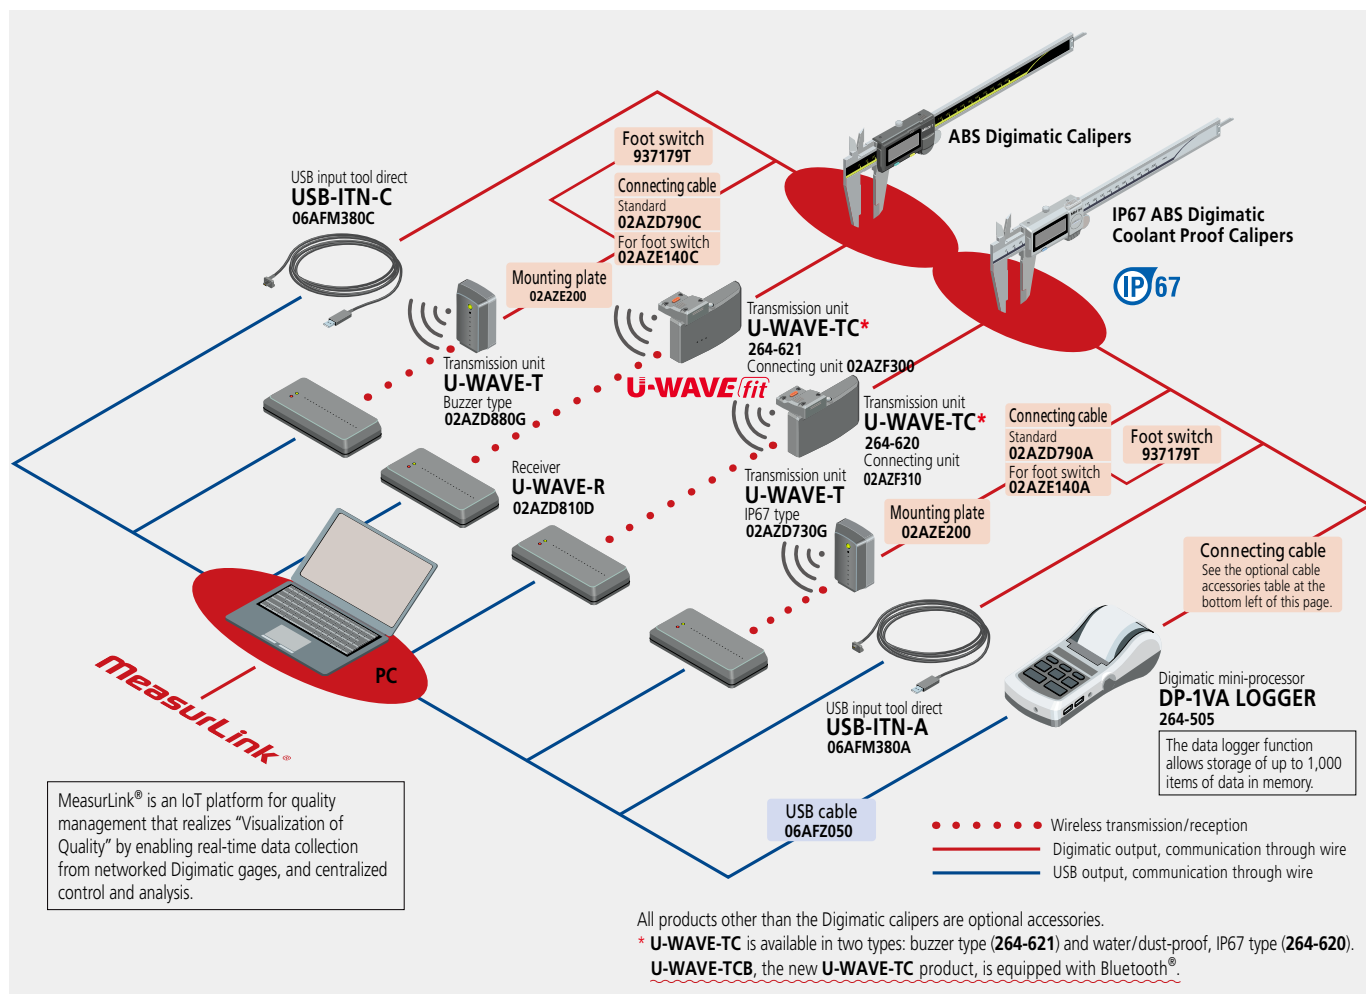 ABS Digimatic Calipers
IP67 ABS Digimatic
Coolant Proof Calipers
IP67
Foot switch
937179T
Connecting cable
Standard
02AZD790C
For foot switch
02AZE140C
USB input tool direct
USB-ITN-C
06AFM380C
Mounting plate
02AZE200
Transmission unit
U-WAVE-TC*
264-621
Connecting unit 02AZF300
U-WAVE fit
Transmission unit
U-WAVE-T
Buzzer type
02AZD880G
Transmission unit
U-WAVE-TC*
264-620
Connecting unit
02AZF310
Connecting cable
Standard
02AZD790A
For foot switch
02AZE140A
Foot switch
937179T
Receiver
U-WAVE-R
02AZD810D
Transmission unit
U-WAVE-T
IP67 type
02AZD730G
Mounting plate
02AZE200
Connecting cable
See the optional cable
accessories table at the
bottom left of this page.
PC
MeasurLink®
USB input tool direct
USB-ITN-A
06AFM380A
Digimatic mini-processor
DP-1VA LOGGER
264-505
The data logger function
allows storage of up to 1,000
items of data in memory.
MeasurLink® is an IoT platform for quality
management that realizes “Visualization of
Quality” by enabling real-time data collection
from networked Digimatic gages, and centralized
control and analysis.
USB cable
06AFZ050
Wireless transmission/reception
Digimatic output, communication through wire
USB output, communication through wire
All products other than the Digimatic calipers are optional accessories.
* U-WAVE-TC is available in two types: buzzer type (264-621) and water/dust-proof, IP67 type (264-620).
U-WAVE-TCB, the new U-WAVE-TC product, is equipped with Bluetooth®.